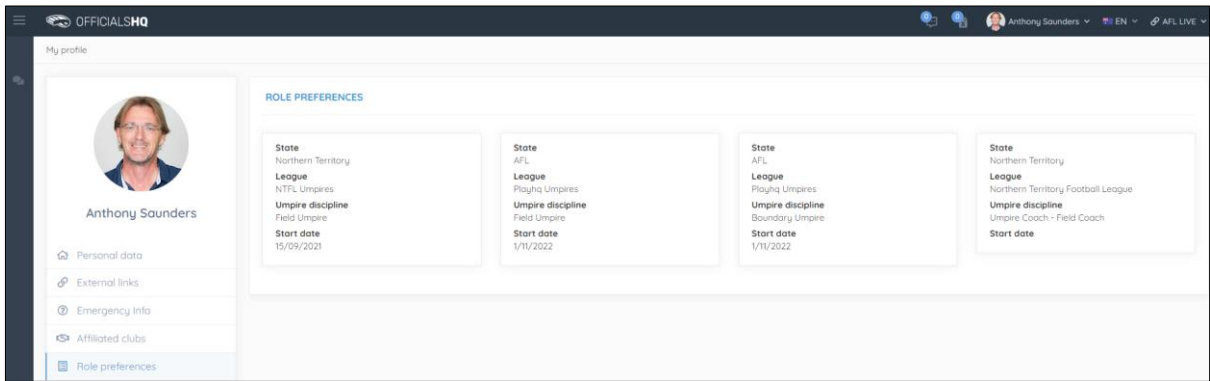 OFFICIALSHQ
0
0
Anthony Saunders
EN
AFL LIVE
My profile
Anthony Saunders
Personal data
External links
Emergency Info
Affiliated clubs
Role preferences
ROLE PREFERENCES
State
Northern Territory
League
NTFL Umpires
Umpire discipline
Field Umpire
Start date
15/09/2021
State
AFL
League
Playhq Umpires
Umpire discipline
Field Umpire
Start date
1/11/2022
State
AFL
League
Playhq Umpires
Umpire discipline
Boundary Umpire
Start date
1/11/2022
State
Northern Territory
League
Northern Territory Football League
Umpire discipline
Umpire Coach - Field Coach
Start date